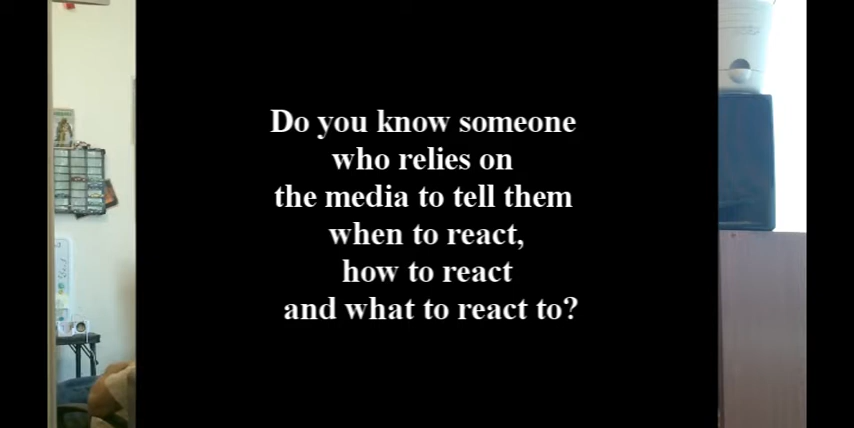 Do you know someone
who relies on
the media to tell them
when to react,
how to react
and what to react to?